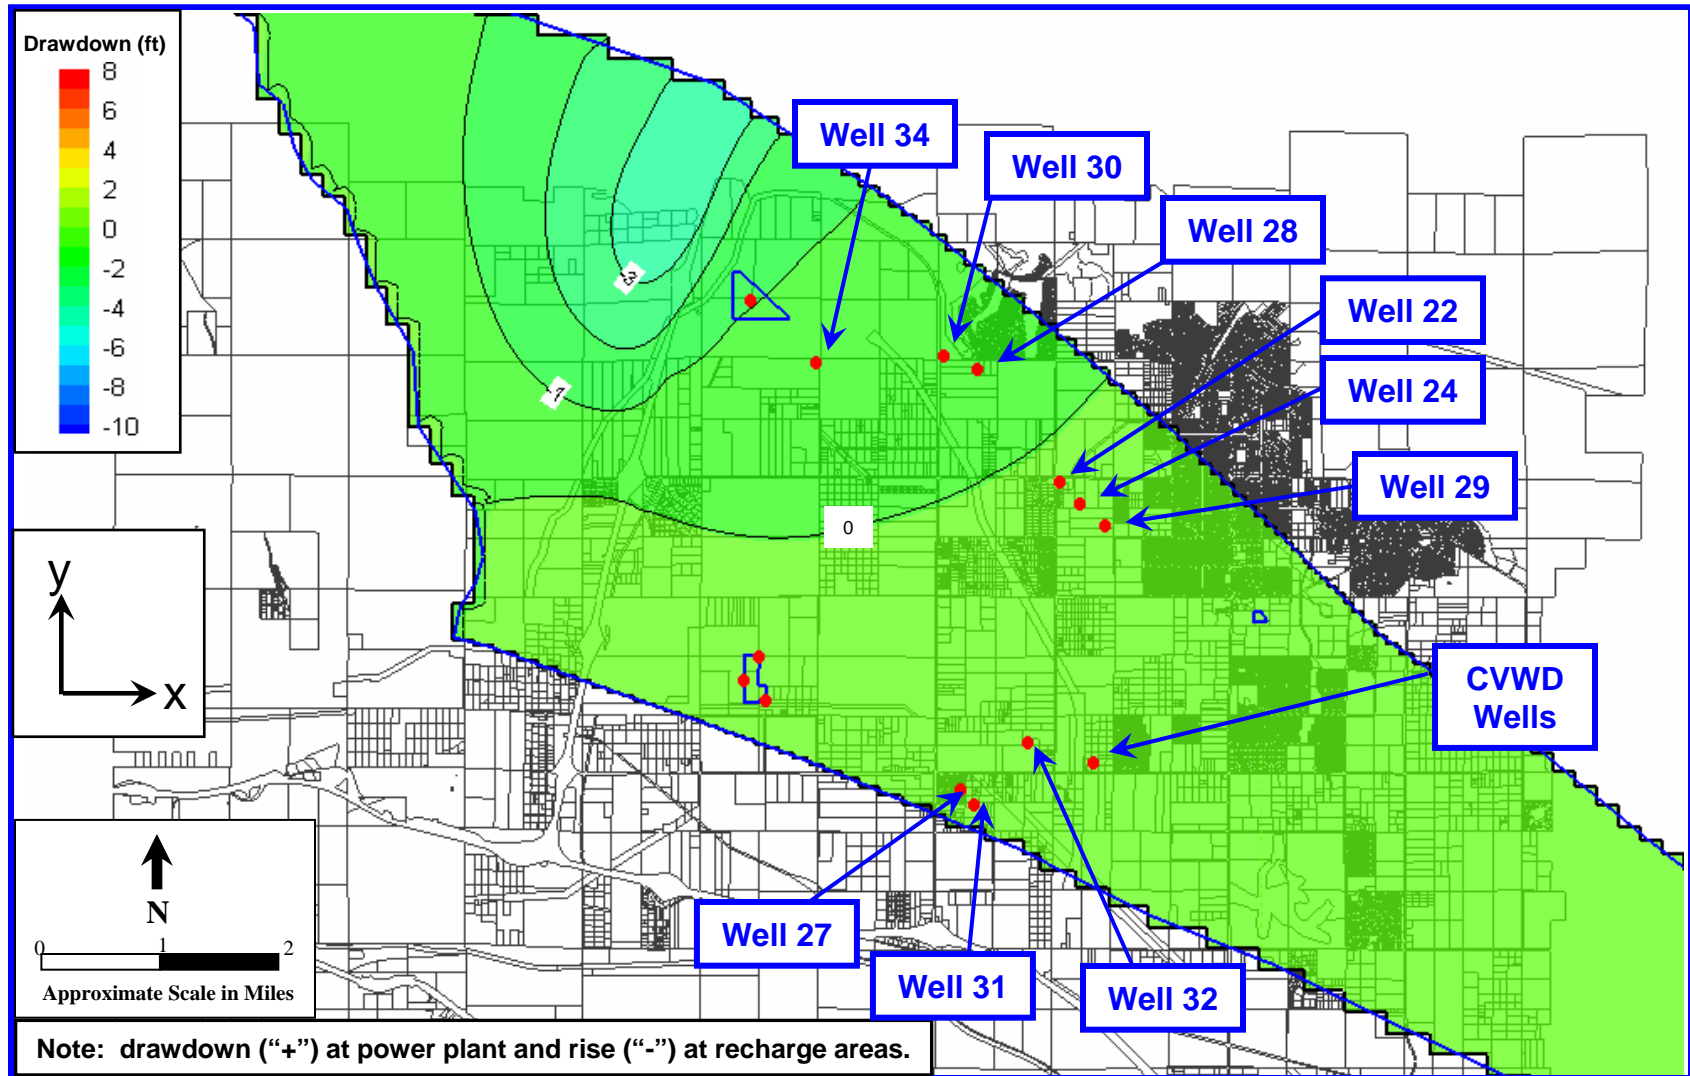 Drawdown (ft)
8
6
4
2
0
-2
-4
-6
-8
-10
Well 34
Well 30
Well 28
Well 22
Well 24
Well 29
-3
-1
0
y
x
CVWD
Wells
N
0 1 2
Approximate Scale in Miles
Well 27
Well 31
Well 32
Note: drawdown (“+”) at power plant and rise (“-”) at recharge areas.